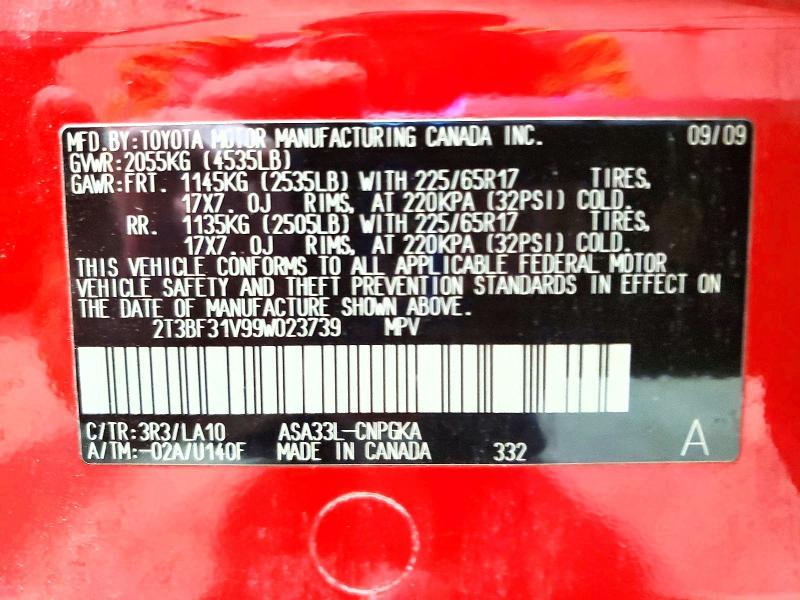 MFD. BY: TOYOTA MOTOR MANUFACTURING CANADA INC. 09/09
GVWR: 2055KG (4535LB)
GAWR: FRT. 1145KG (2535LB) WITH 225/65R17 TIRES,
17X7. 0J RIMS, AT 220KPA (32PSI) COLD.
RR. 1135KG (2505LB) WITH 225/65R17 TIRES,
17X7. 0J RIMS, AT 220KPA (32PSI) COLD.
THIS VEHICLE CONFORMS TO ALL APPLICABLE FEDERAL MOTOR
VEHICLE SAFETY AND THEFT PREVENTION STANDARDS IN EFFECT ON
THE DATE OF MANUFACTURE SHOWN ABOVE.
2T3BF31V99W023739 MPV
C/TR: 3R3/LA10 ASA33L-CNPGKA
A/TM: -02A/U140F MADE IN CANADA 332 A